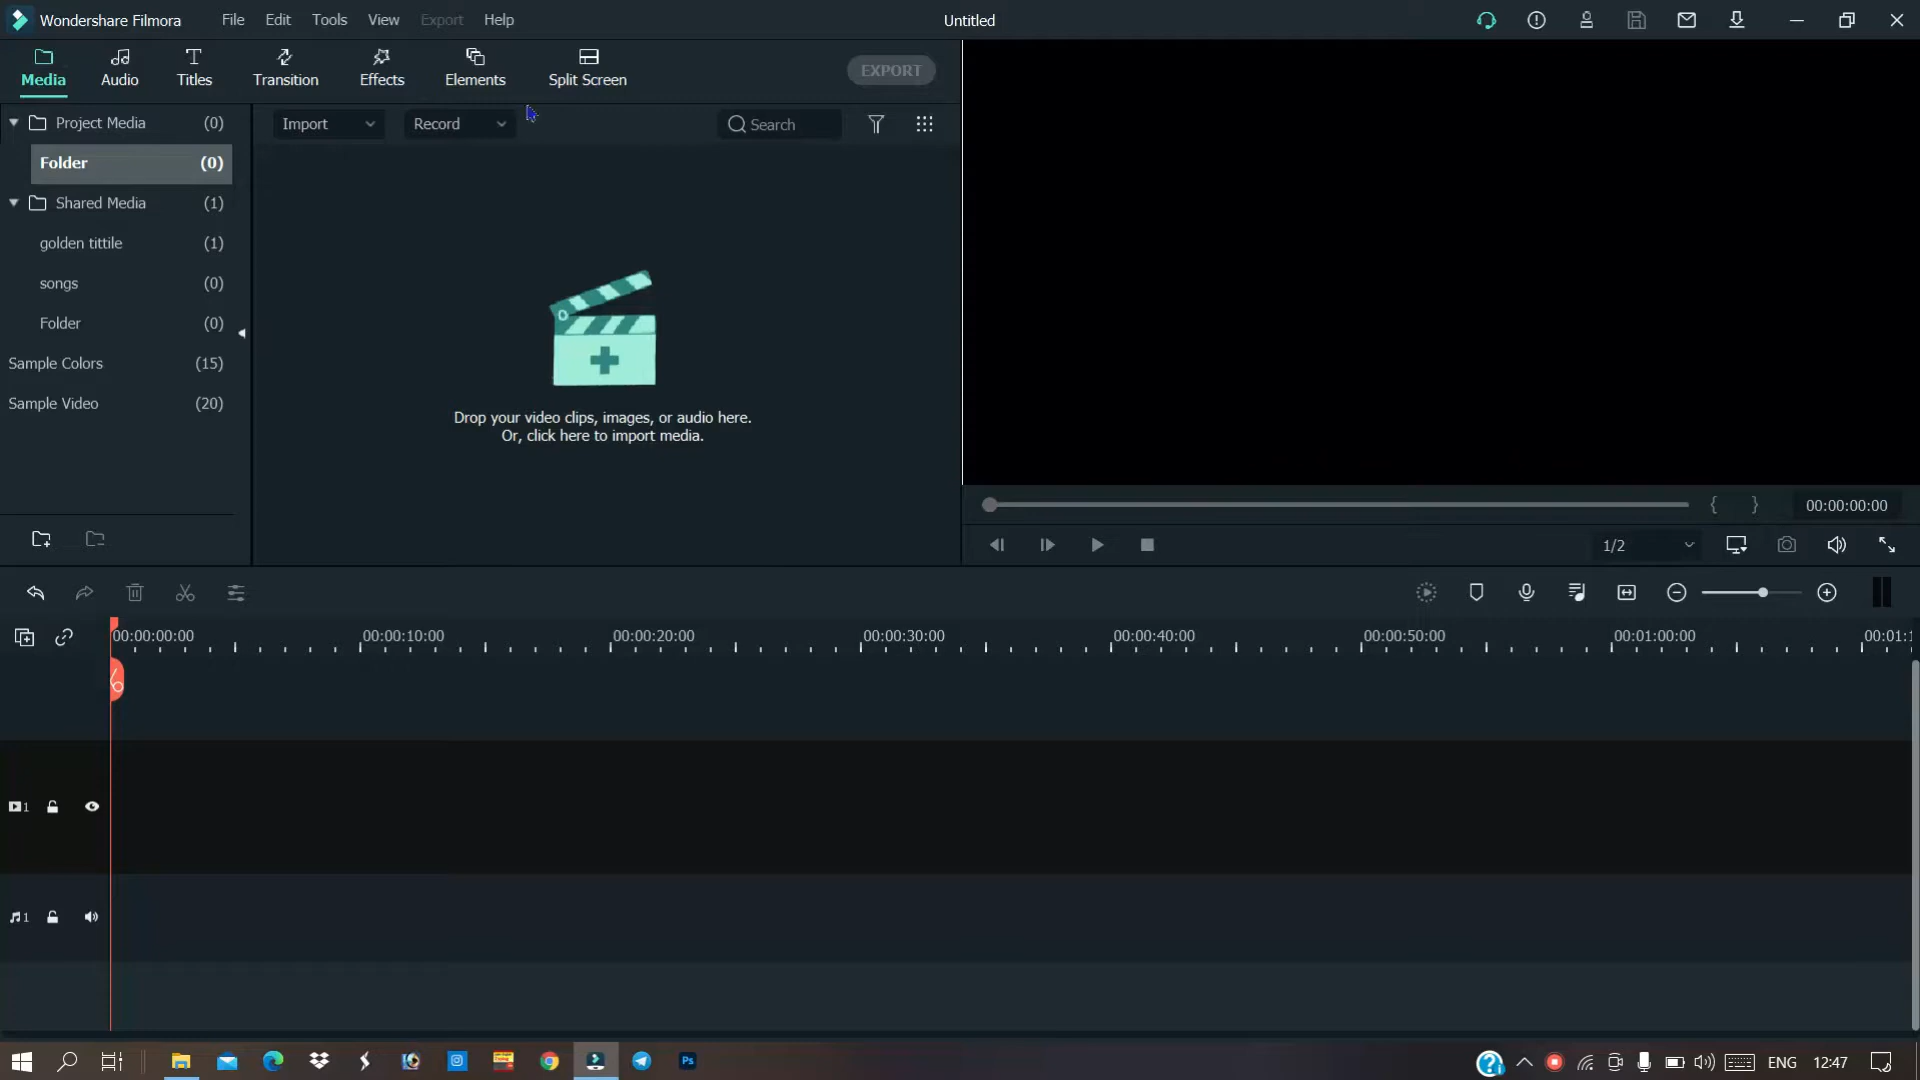 Wondershare Filmora File Edit Tools View Export Help Untitled
Media Audio Titles Transition Effects Elements Split Screen EXPORT
Project Media (0)
Import Record Search
Folder (0)
Shared Media (1)
golden tittile (1)
songs (0)
Folder (0)
Sample Colors (15)
Sample Video (20)
Drop your video clips, images, or audio here.
Or, click here to import media.
{ } 00:00:00:00
1/2
00:00:00:00 00:00:10:00 00:00:20:00 00:00:30:00 00:00:40:00 00:00:50:00 00:01:00:00 00:01:1
1
1
Ps ENG 12:47